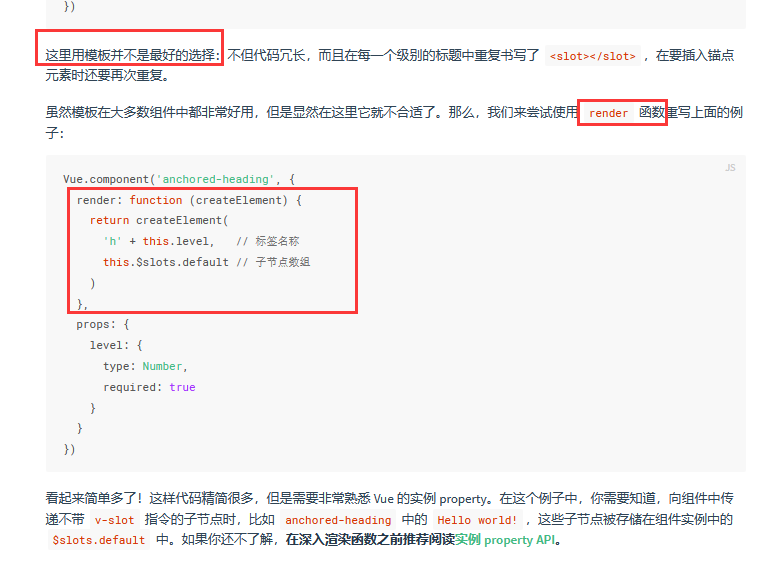 })
这里用模板并不是最好的选择：不但代码冗长，而且在每一个级别的标题中重复书写了 <slot></slot> ，在要插入锚点
元素时还要再次重复。
虽然模板在大多数组件中都非常好用，但是显然在这里它就不合适了。那么，我们来尝试使用 render 函数重写上面的例
子：
JS
Vue.component('anchored-heading', {
  render: function (createElement) {
    return createElement(
      'h' + this.level,   // 标签名称
      this.$slots.default // 子节点数组
    )
  },
  props: {
    level: {
      type: Number,
      required: true
    }
  }
})
看起来简单多了！这样代码精简很多，但是需要非常熟悉 Vue 的实例 property。在这个例子中，你需要知道，向组件中传
递不带 v-slot 指令的子节点时，比如 anchored-heading 中的 Hello world! ，这些子节点被存储在组件实例中的
$slots.default 中。如果你还不了解，在深入渲染函数之前推荐阅读实例 property API。